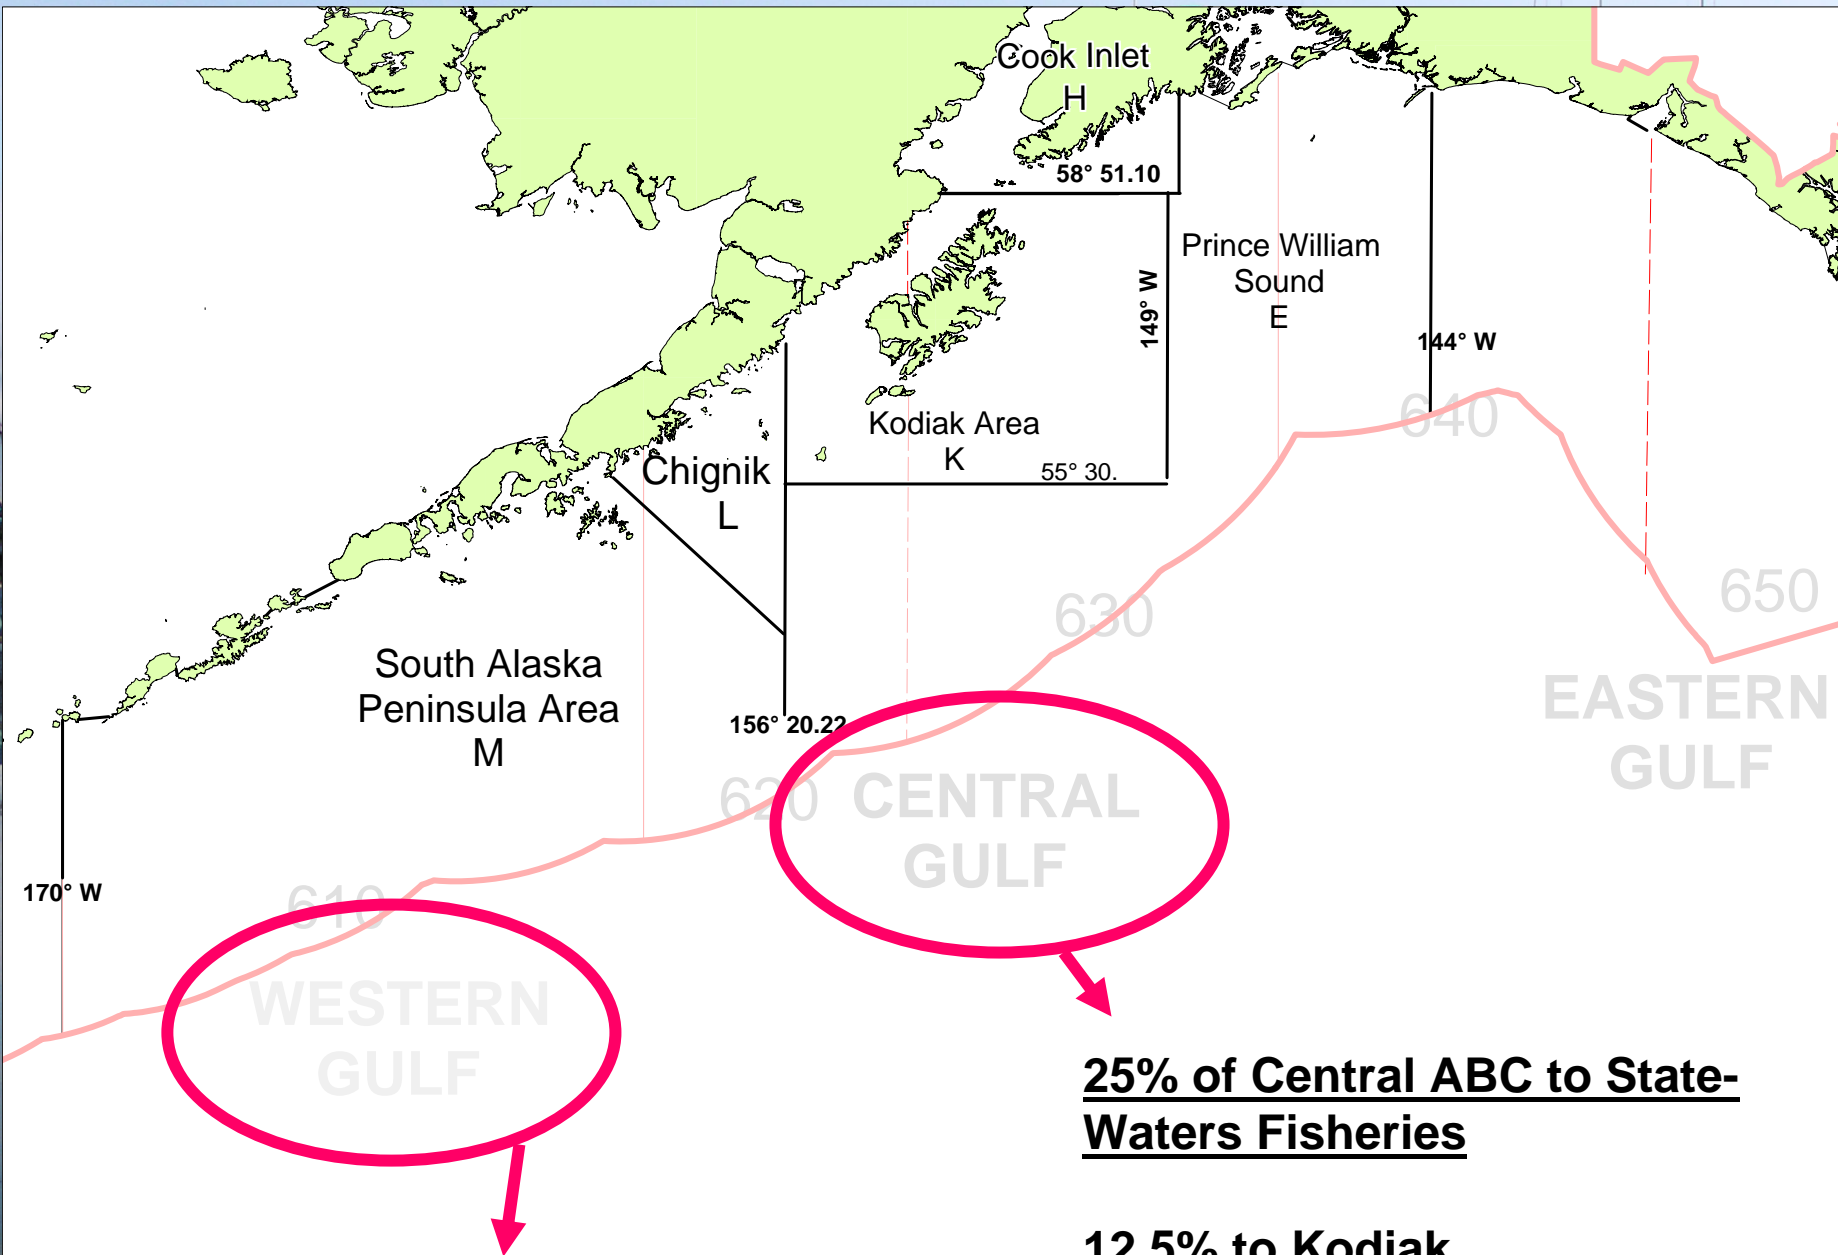 Cook Inlet
H
58° 51.10
Prince William
Sound
E
149° W
144° W
640
Kodiak Area
K
55° 30.
Chignik
L
650
630
South Alaska
Peninsula Area
M
156° 20.22
EASTERN
GULF
620
CENTRAL
GULF
170° W
610
WESTERN
GULF
25% of Central ABC to State-
Waters Fisheries
12.5% to Kodiak